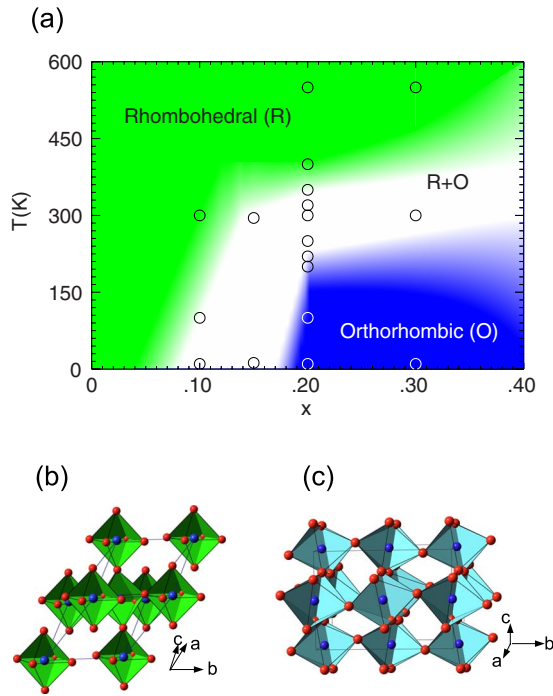 (a)
600
Rhombohedral (R)
450
R+O
T(K)
300
150
Orthorhombic (O)
0
0 .10 .20 .30 .40
x
(b) (c)
c a b
c a b